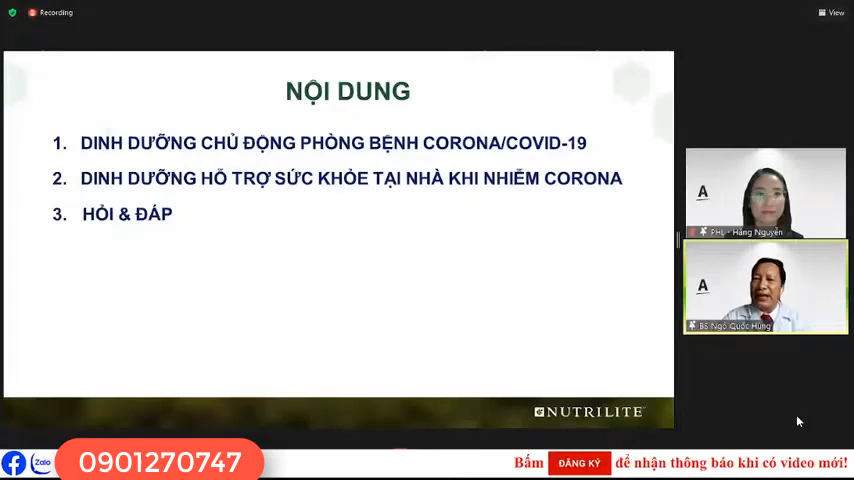 Recording
View
NỘI DUNG
1. DINH DƯỠNG CHỦ ĐỘNG PHÒNG BỆNH CORONA/COVID-19
2. DINH DƯỠNG HỖ TRỢ SỨC KHỎE TẠI NHÀ KHI NHIỄM CORONA
3. HỎI & ĐÁP
A
PHL - Hằng Nguyễn
A
BS Ngô Quốc Hùng
NUTRILITE
Zalo
0901270747
Bấm ĐĂNG KÝ để nhận thông báo khi có video mới!